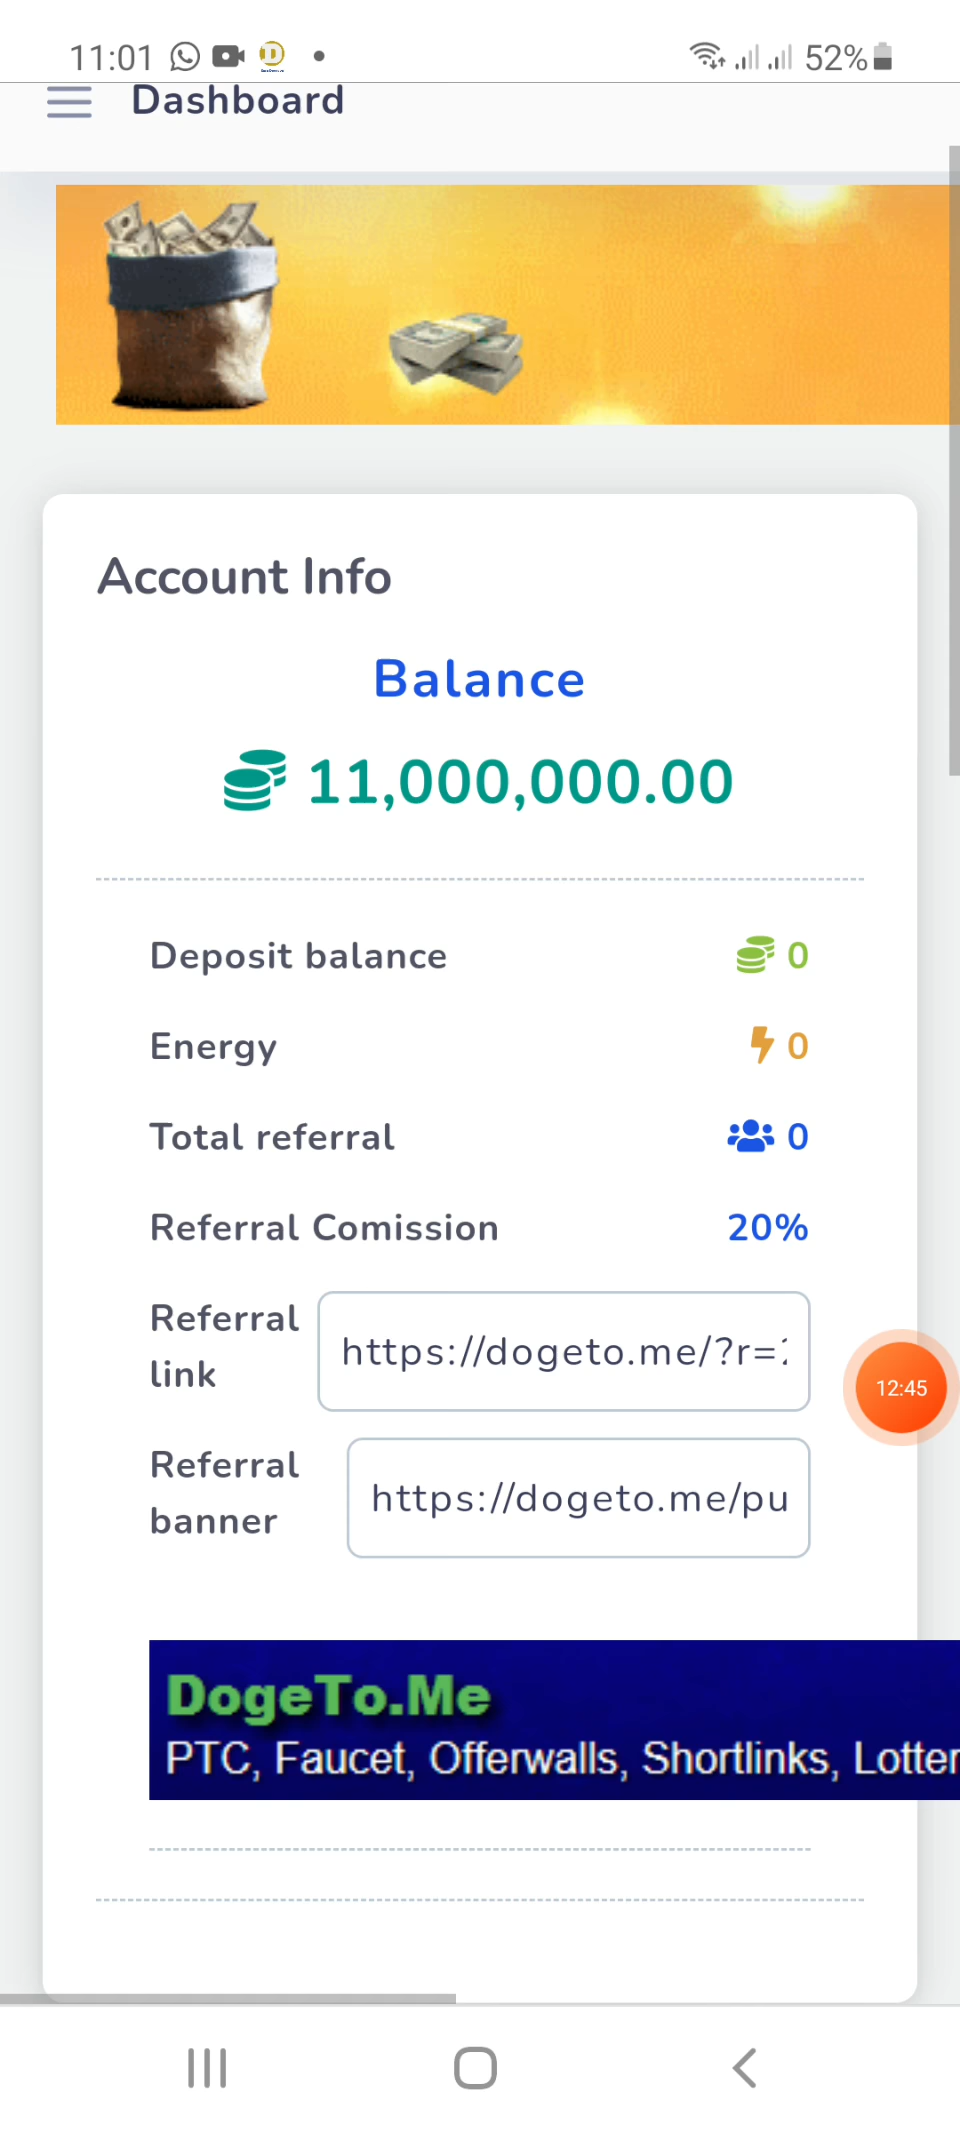 11:01
52%
Dashboard
Account Info
Balance
11,000,000.00
Deposit balance 0
Energy 0
Total referral 0
Referral Comission 20%
Referral link https://dogeto.me/?r=
12:45
Referral banner https://dogeto.me/pu
DogeTo.Me
PTC, Faucet, Offerwalls, Shortlinks, Lotter